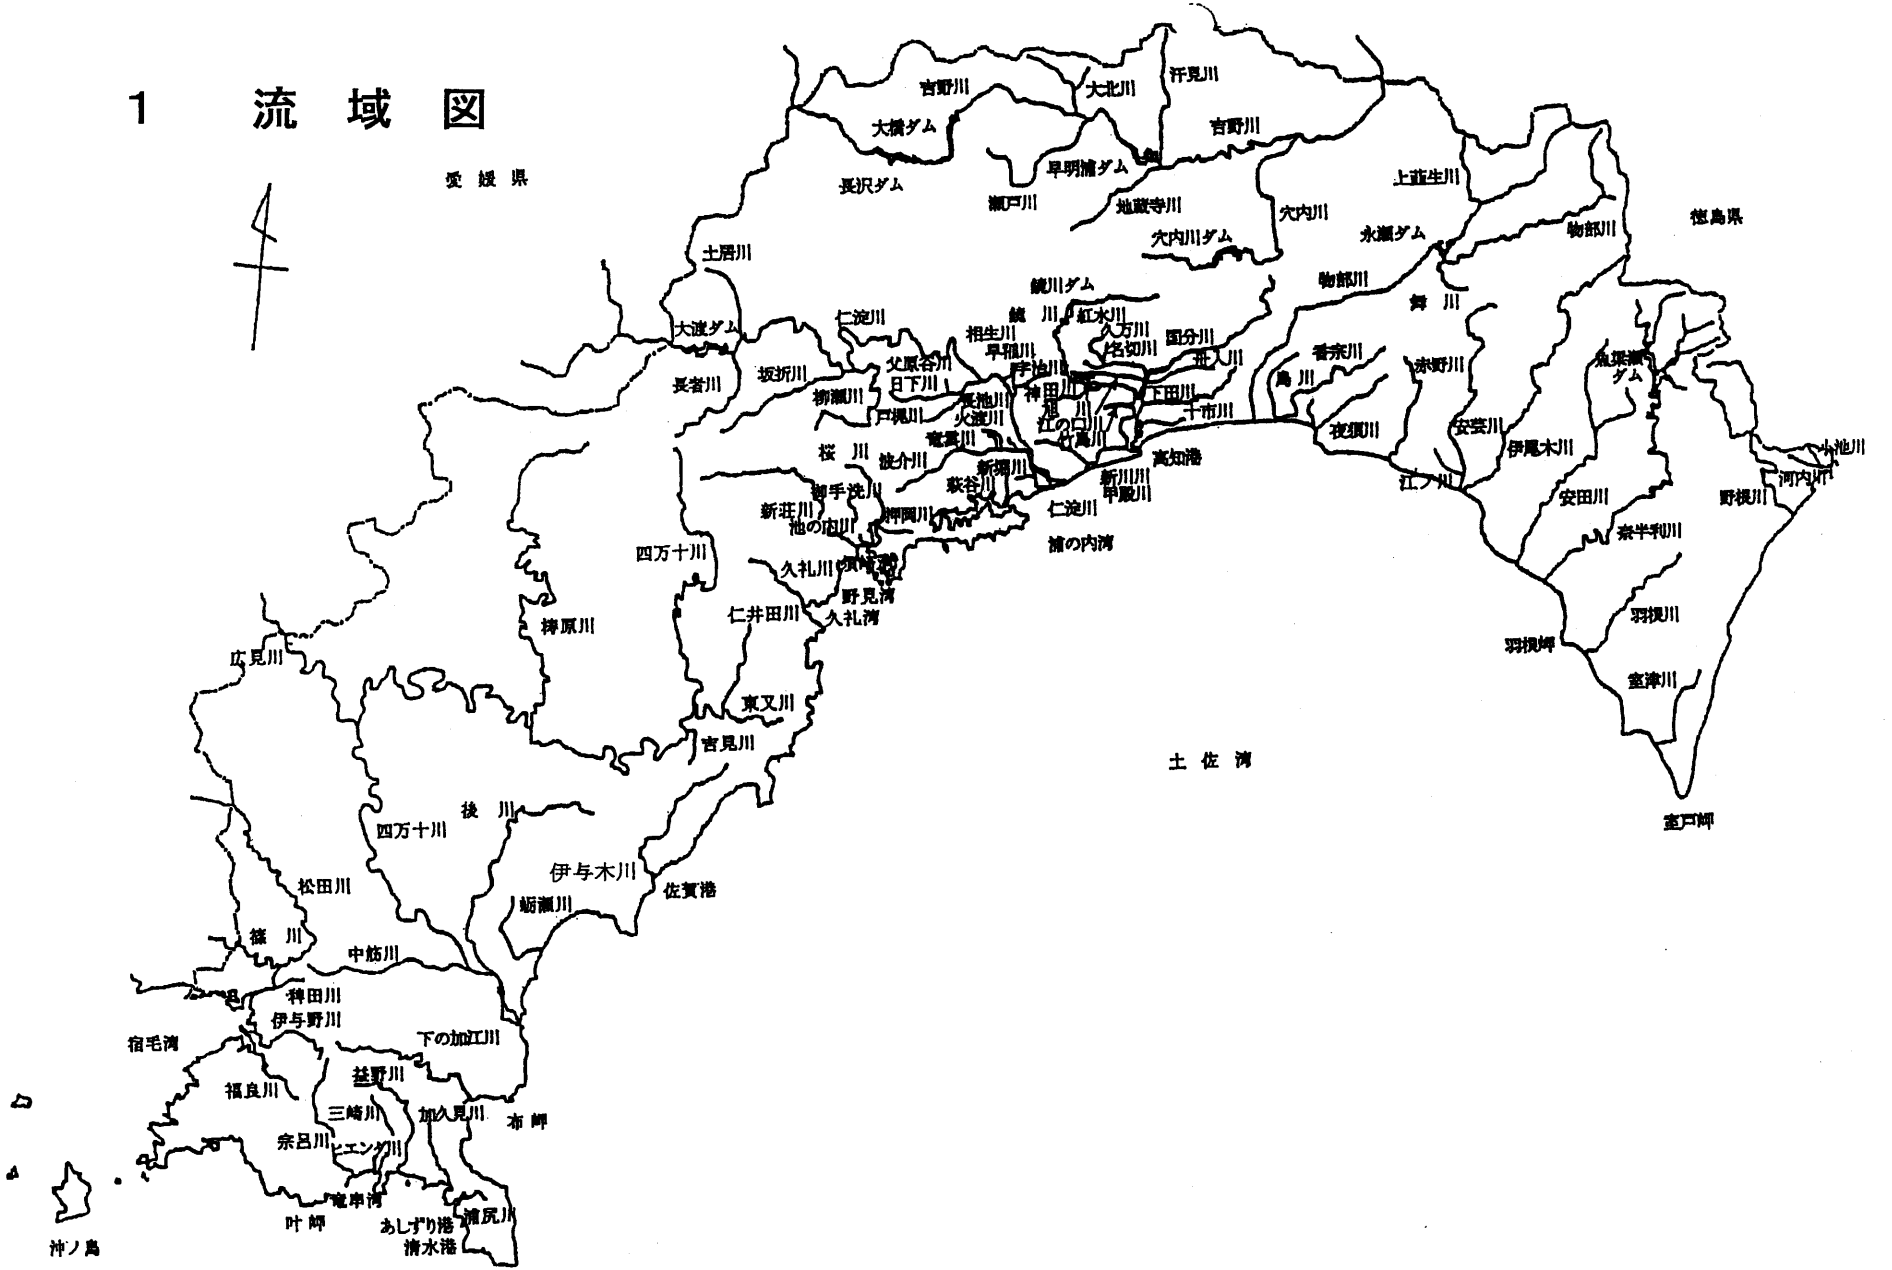 1 流域図
愛媛県
吉野川
大北川
汗見川
大橋ダム
吉野川
長沢ダム
早明浦ダム
瀬戸川
地蔵寺川
穴内川
上韮生川
徳島県
穴内川ダム
永瀬ダム
物部川
土居川
鏡川ダム
物部川
舞川
大渡ダム
仁淀川
鏡川
紅水川
相生川
久万川
国分川
早稲川
名切川
舟入川
父原谷川
宇治川
香宗川
赤野川
魚梁瀬ダム
長者川
坂折川
日下川
神田川
下田川
烏川
柳瀬川
長池川
旭川
十市川
戸梶川
火渡川
江の口川
夜須川
安芸川
竹島川
伊尾木川
小池川
桜川
波介川
新堀川
高知港
江ノ川
河内川
御手洗川
萩谷川
新川川
甲殿川
安田川
野根川
新荘川
押岡川
仁淀川
池の内川
奈半利川
四万十川
浦の内湾
久礼川
野見湾
仁井田川
久礼湾
梼原川
羽根川
羽根岬
広見川
室津川
東又川
吉見川
土佐湾
後川
四万十川
室戸岬
伊与木川
松田川
佐賀港
蛎瀬川
篠川
中筋川
稗田川
伊与野川
下の加江川
宿毛湾
益野川
福良川
三崎川
加久見川
布岬
宗呂川
ヒエンダ川
竜串湾
叶岬
あしずり港
浦尻川
清水港
沖ノ島